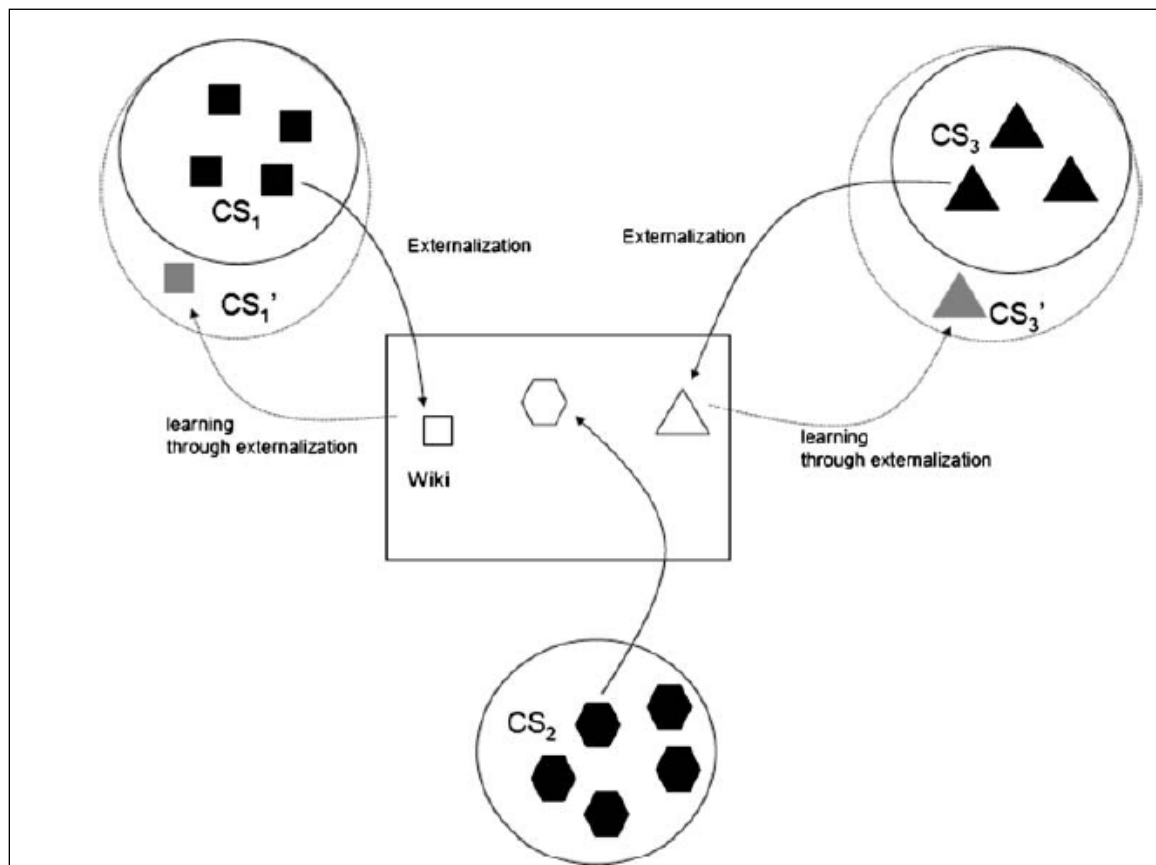 CS₁
CS₃
Externalization
Externalization
CS₁’
CS₃’
learning
through externalization
learning
through externalization
Wiki
CS₂